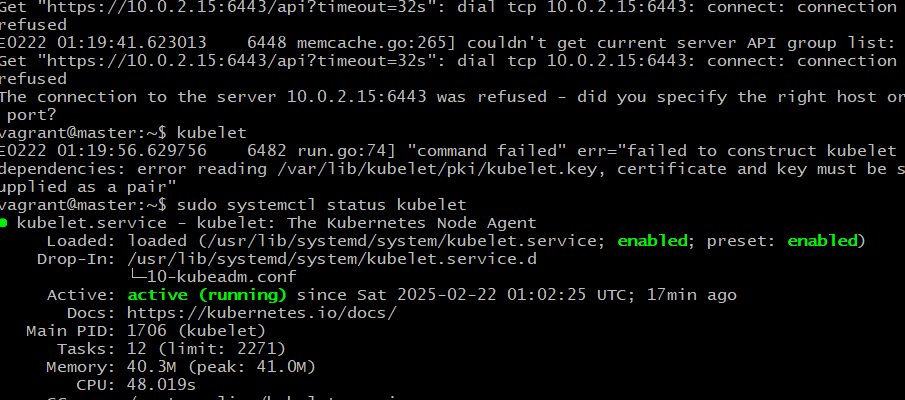 Get "https://10.0.2.15:6443/api?timeout=32s": dial tcp 10.0.2.15:6443: connect: connection
refused
E0222 01:19:41.623013    6448 memcache.go:265] couldn't get current server API group list:
Get "https://10.0.2.15:6443/api?timeout=32s": dial tcp 10.0.2.15:6443: connect: connection
refused
The connection to the server 10.0.2.15:6443 was refused - did you specify the right host or
 port?
vagrant@master:~$ kubelet
E0222 01:19:56.629756    6482 run.go:74] "command failed" err="failed to construct kubelet
dependencies: error reading /var/lib/kubelet/pki/kubelet.key, certificate and key must be s
upplied as a pair"
vagrant@master:~$ sudo systemctl status kubelet
● kubelet.service - kubelet: The Kubernetes Node Agent
     Loaded: loaded (/usr/lib/systemd/system/kubelet.service; enabled; preset: enabled)
    Drop-In: /usr/lib/systemd/system/kubelet.service.d
             └─10-kubeadm.conf
     Active: active (running) since Sat 2025-02-22 01:02:25 UTC; 17min ago
       Docs: https://kubernetes.io/docs/
   Main PID: 1706 (kubelet)
      Tasks: 12 (limit: 2271)
     Memory: 40.3M (peak: 41.0M)
        CPU: 48.019s